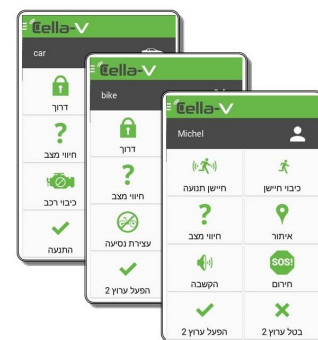 Cella-V
car
דרוך
?
חיווי מצב
כיבוי רכב
התנעה
Cella-V
bike
דרוך
?
חיווי מצב
עצירת נסיעה
הפעל ערוץ 2
Cella-V
Michel
חיישן תנועה
כיבוי חיישן
?
חיווי מצב
איתור
הקשבה
SOS!
חירום
הפעל ערוץ 2
בטל ערוץ 2